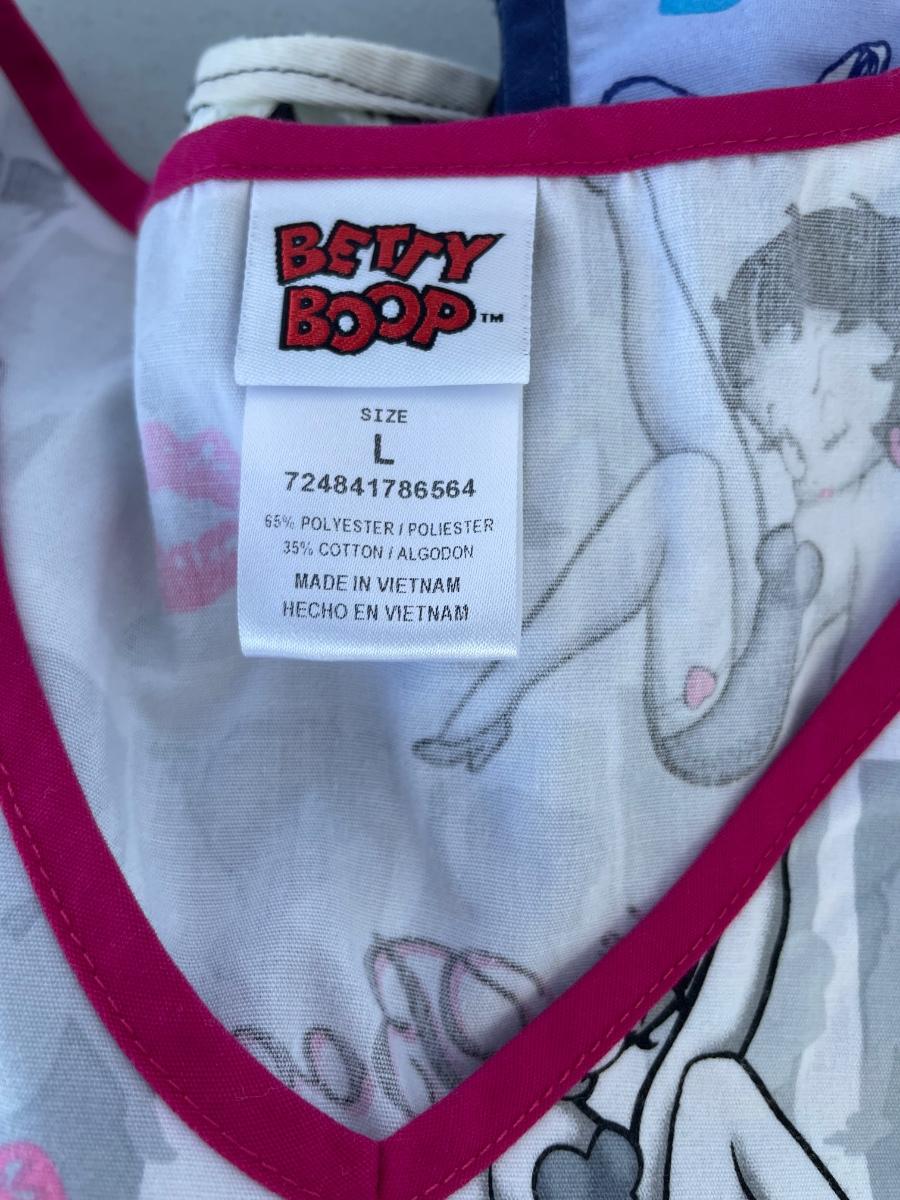 BETTY
BOOP™
SIZE
L
724841786564
65% POLYESTER / POLIESTER
35% COTTON / ALGODON
MADE IN VIETNAM
HECHO EN VIETNAM